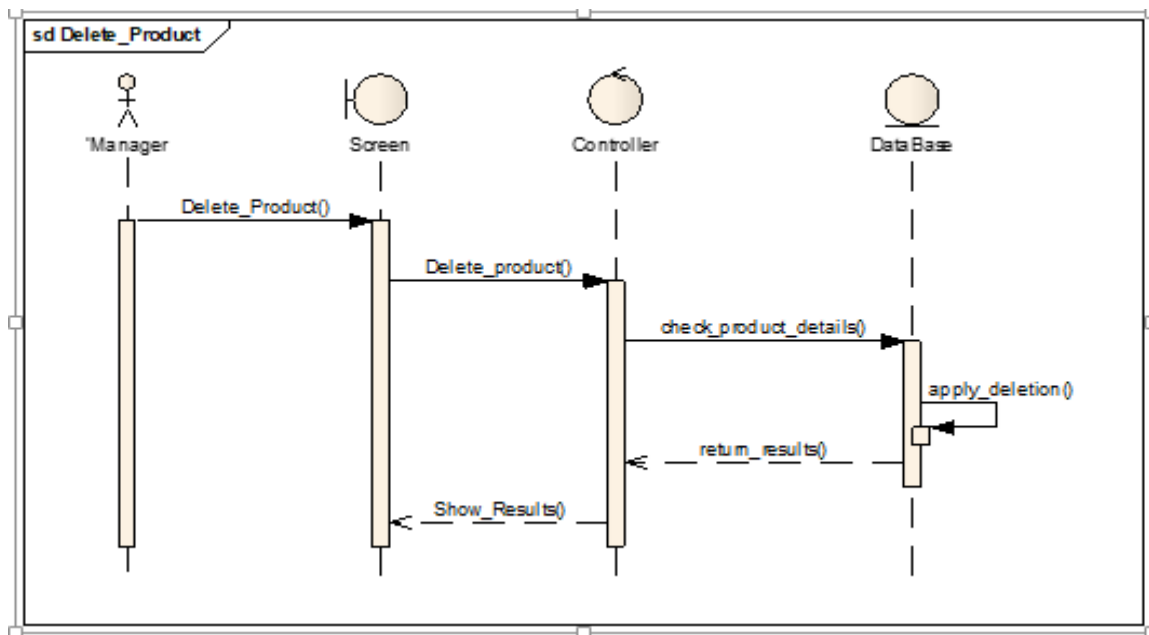 sd Delete_Product
"Manager
Screen
Controller
DataBase
Delete_Product()
Delete_product()
check_product_details()
apply_deletion()
return_results()
Show_Results()